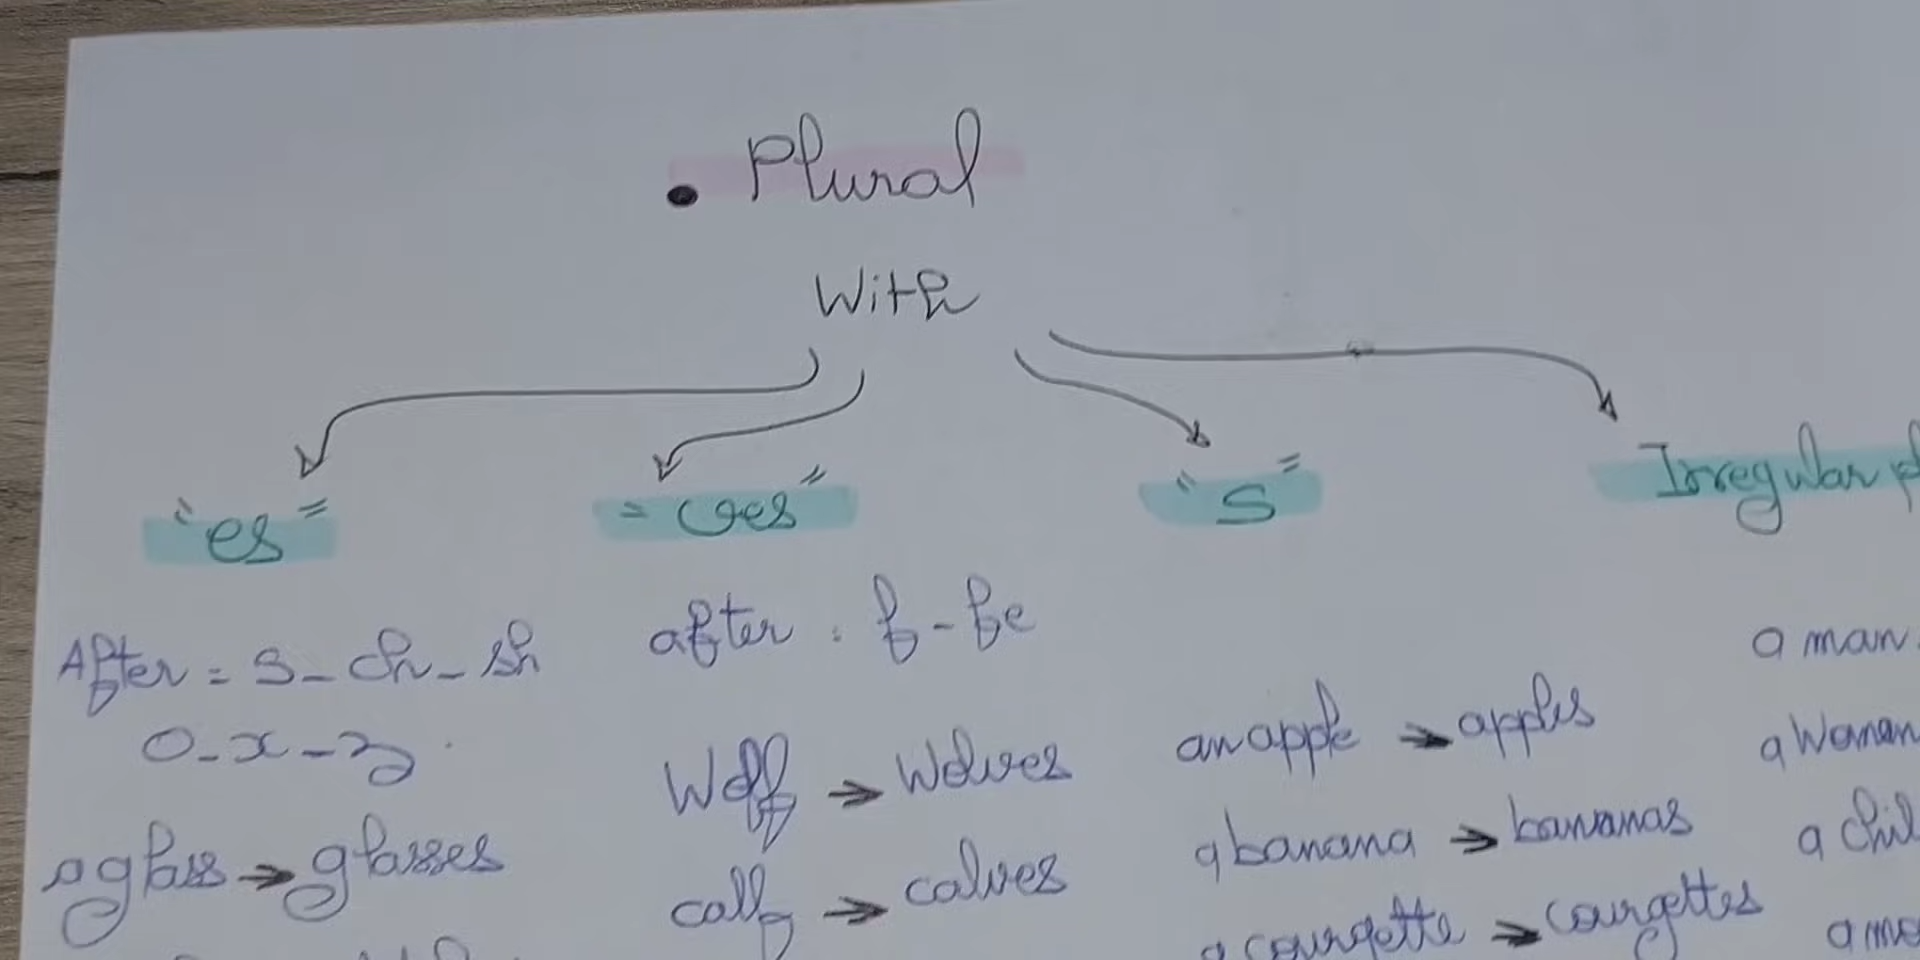 • Plural
With
"es"
"ves"
"s"
Irregular
After = s - ch - sh
o - x - z
a glass → glasses
after : f - fe
Wolf → Wolves
calf → calves
an apple → apples
a banana → bananas
a courgette → courgettes
a man
a Woman
a
a